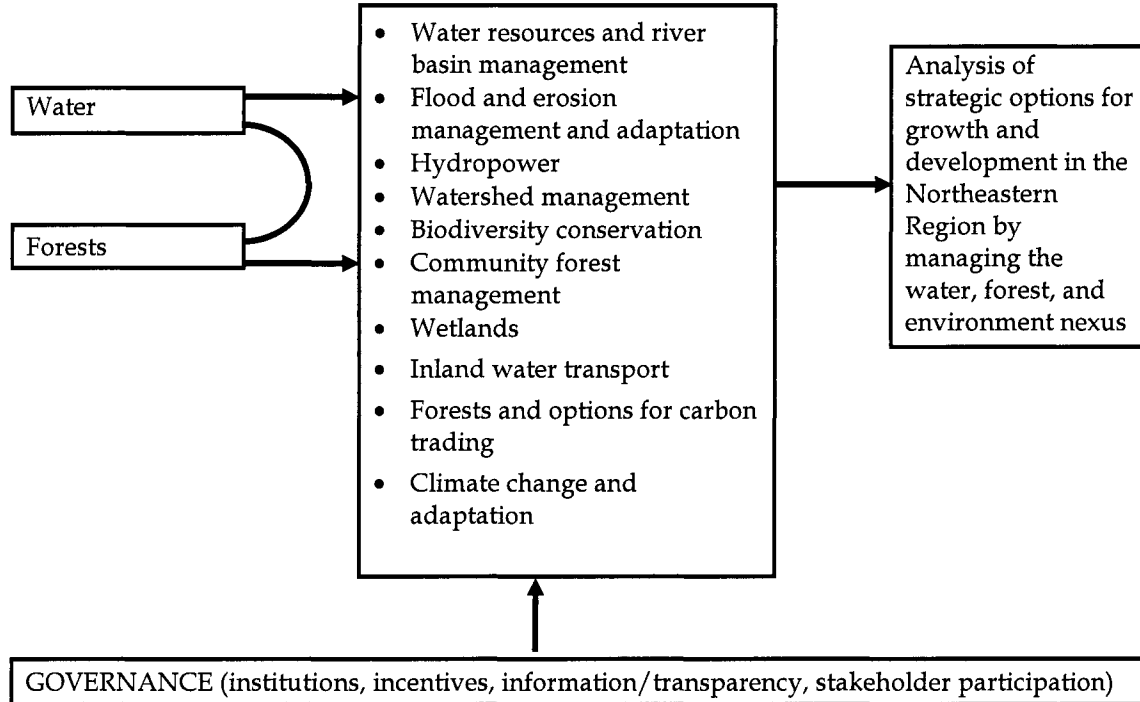 Water
Forests
• Water resources and river
basin management
• Flood and erosion
management and adaptation
• Hydropower
• Watershed management
• Biodiversity conservation
• Community forest
management
• Wetlands
• Inland water transport
• Forests and options for carbon
trading
• Climate change and
adaptation
Analysis of
strategic options for
growth and
development in the
Northeastern
Region by
managing the
water, forest, and
environment nexus
GOVERNANCE (institutions, incentives, information/transparency, stakeholder participation)